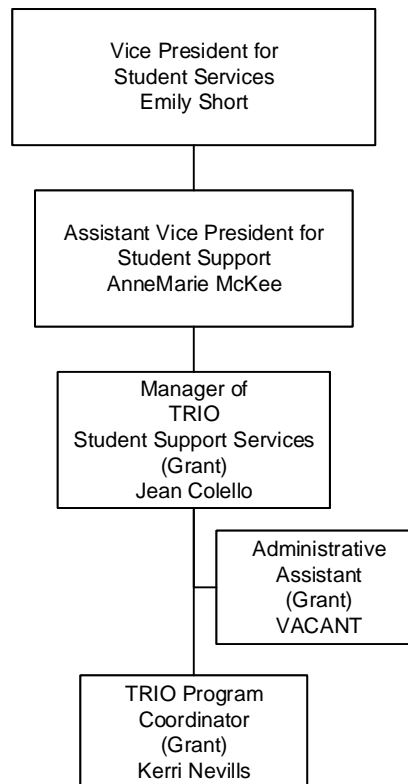 Vice President for
Student Services
Emily Short
Assistant Vice President for
Student Support
AnneMarie McKee
Manager of
TRIO
Student Support Services
(Grant)
Jean Colello
Administrative
Assistant
(Grant)
VACANT
TRIO Program
Coordinator
(Grant)
Kerri Nevills